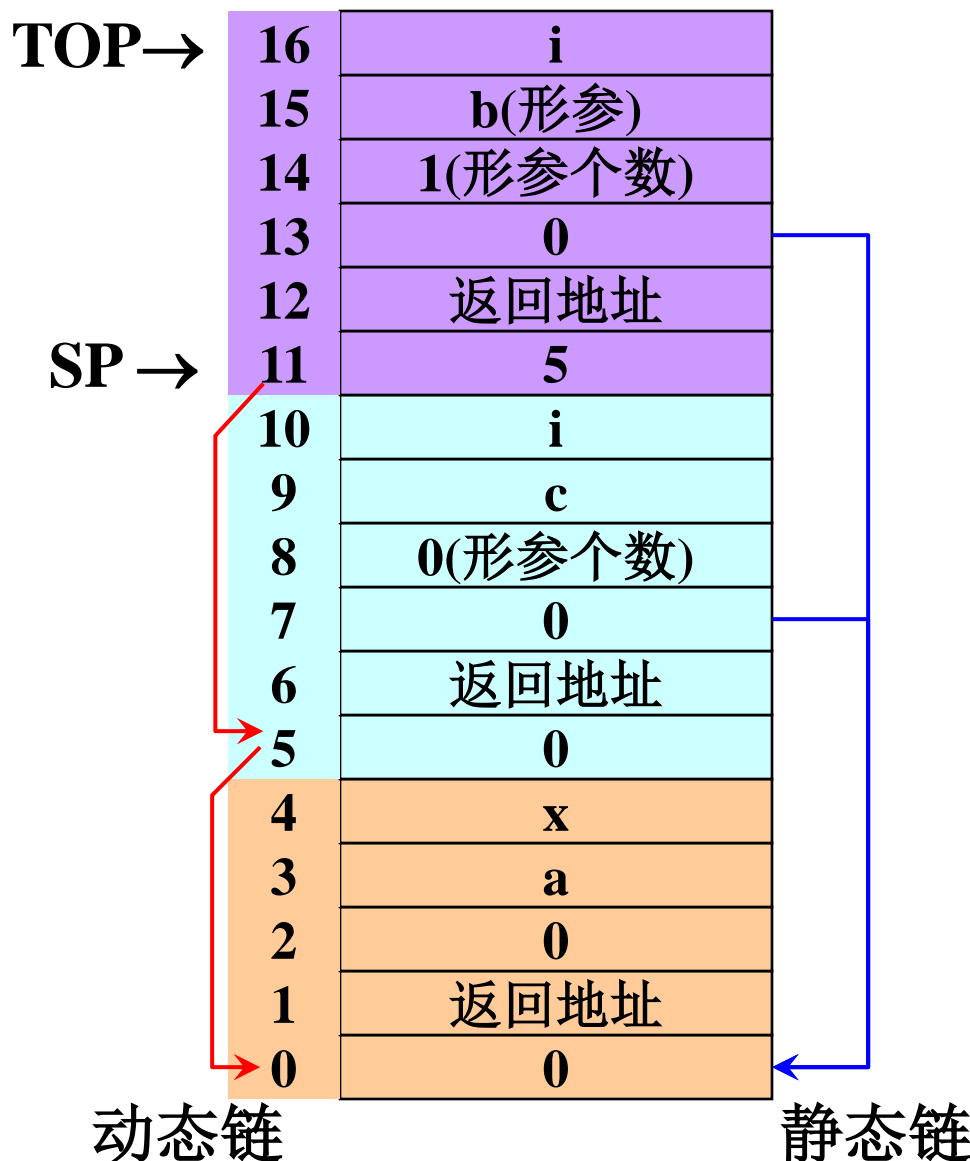 TOP→ 16 i
15 b(形参)
14 1(形参个数)
13 0
12 返回地址
SP→ 11 5
10 i
9 c
8 0(形参个数)
7 0
6 返回地址
5 0
4 x
3 a
2 0
1 返回地址
0 0
动态链 静态链